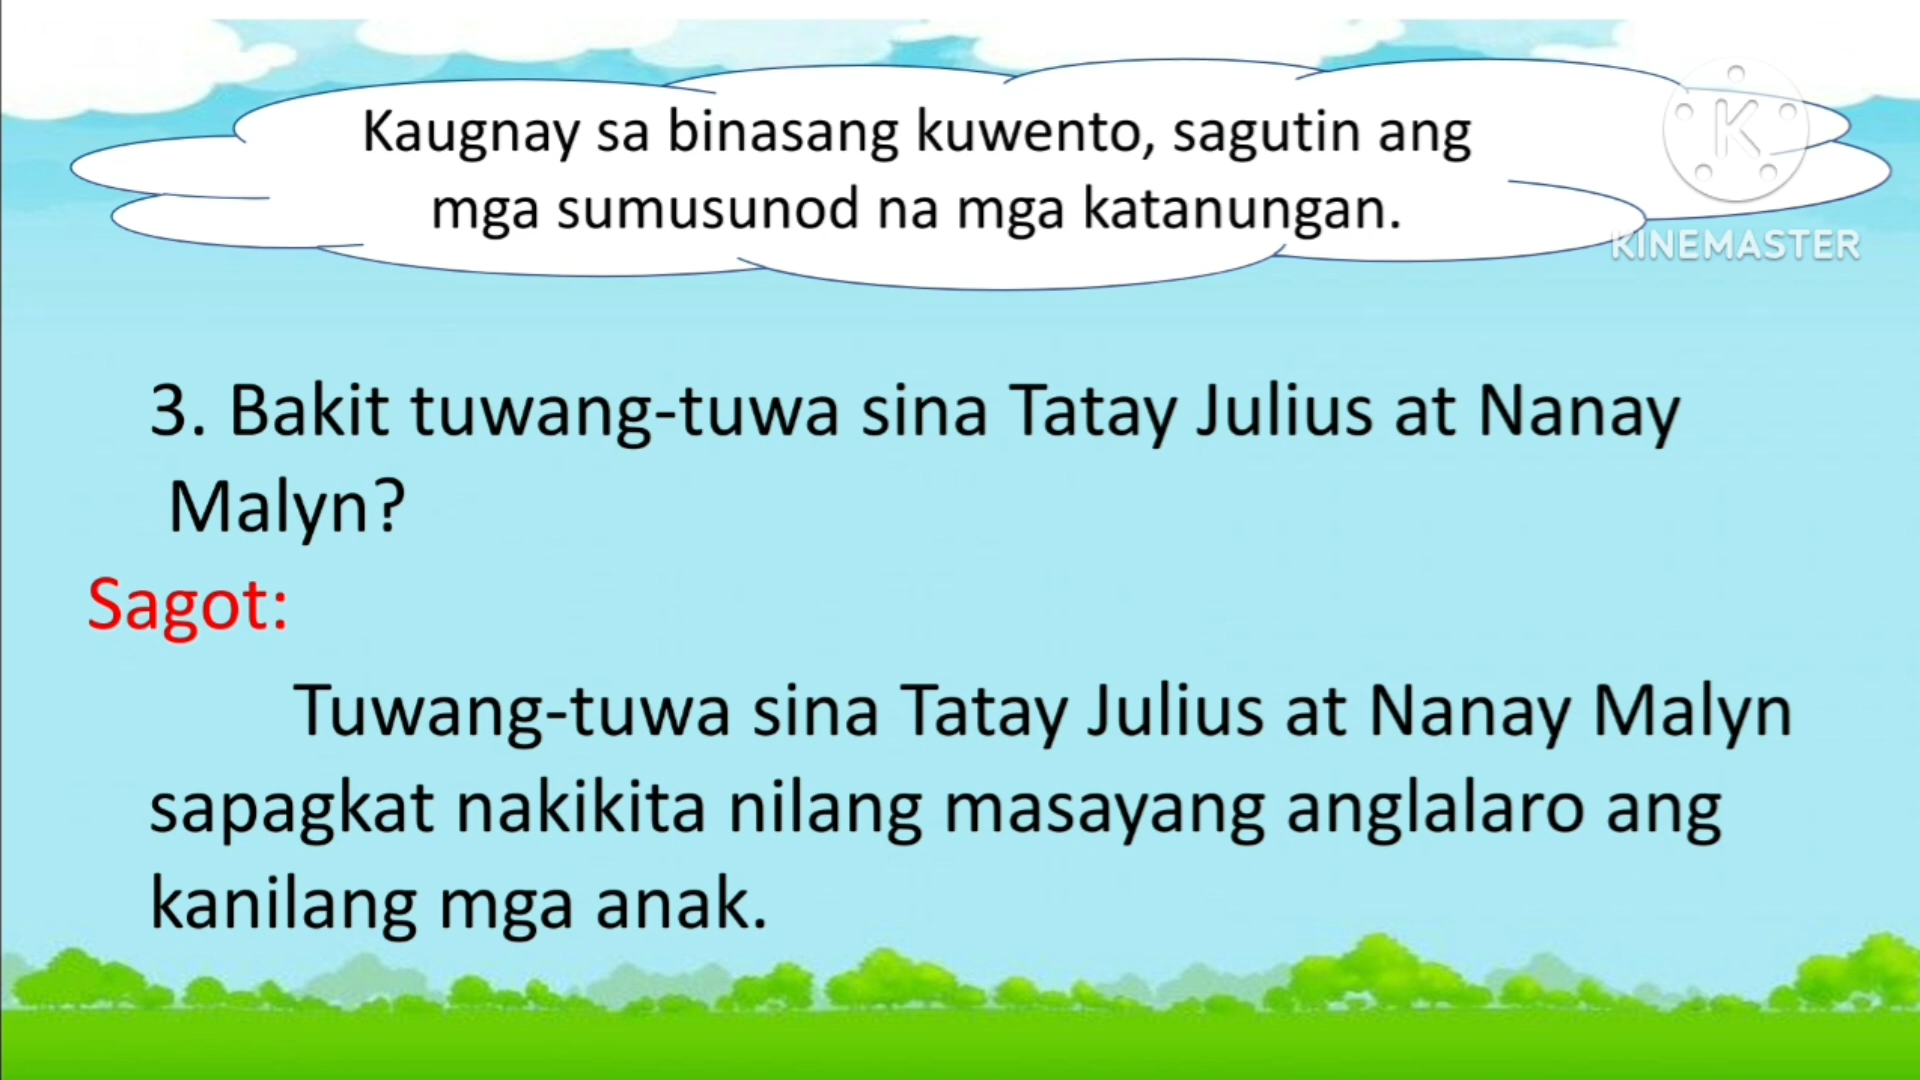 Kaugnay sa binasang kuwento, sagutin ang
mga sumusunod na mga katanungan.
K
KINEMASTER
3. Bakit tuwang-tuwa sina Tatay Julius at Nanay
Malyn?
Sagot:
Tuwang-tuwa sina Tatay Julius at Nanay Malyn
sapagkat nakikita nilang masayang anglalaro ang
kanilang mga anak.